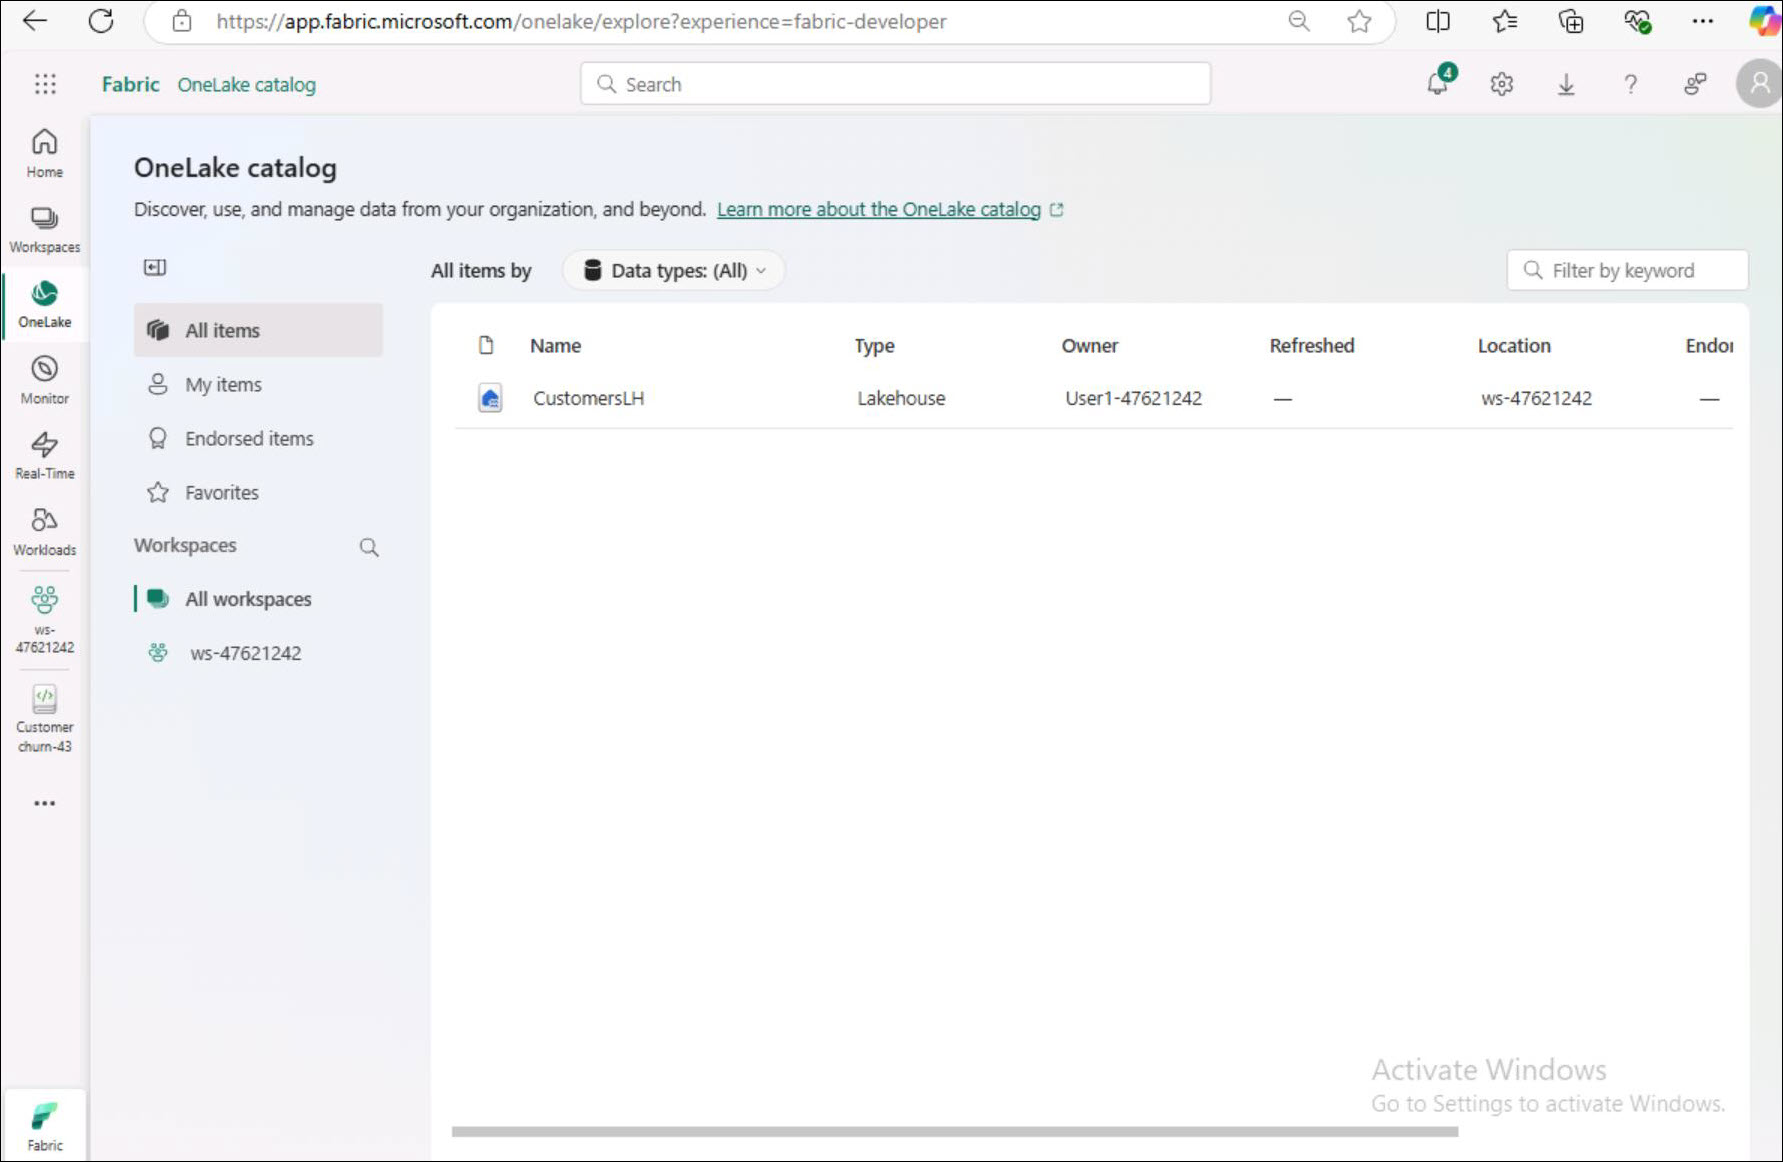 https://app.fabric.microsoft.com/onelake/explore?experience=fabric-developer
Fabric OneLake catalog
Search
4
Home
Workspaces
OneLake
Monitor
Real-Time
Workloads
ws-
47621242
Customer
churn-43
Fabric
OneLake catalog
Discover, use, and manage data from your organization, and beyond. Learn more about the OneLake catalog
All items
My items
Endorsed items
Favorites
Workspaces
All workspaces
ws-47621242
All items by Data types: (All)
Filter by keyword
Name Type Owner Refreshed Location Endor
CustomersLH Lakehouse User1-47621242 — ws-47621242 —
Activate Windows
Go to Settings to activate Windows.